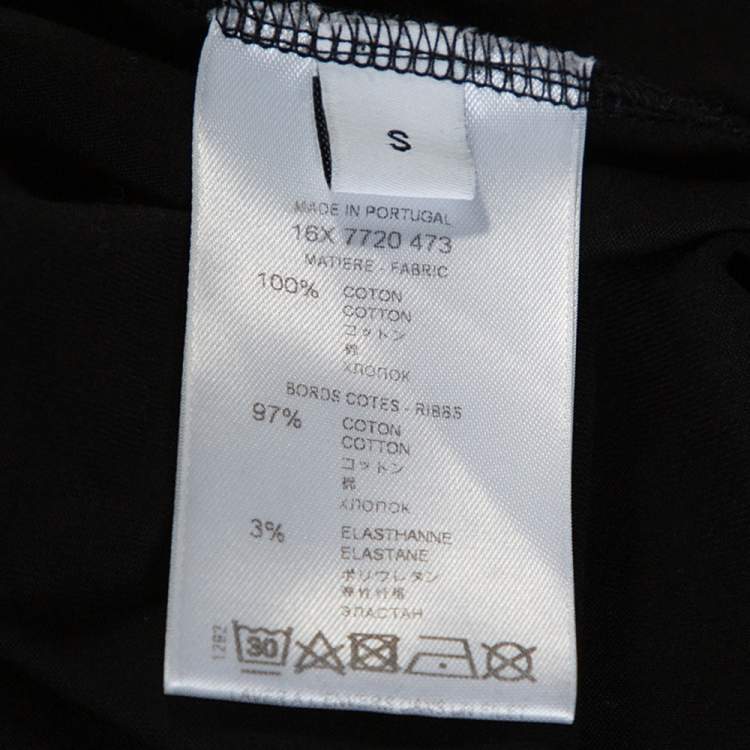 S
MADE IN PORTUGAL
16X 7720 473
MATIERE - FABRIC
100% COTON
COTTON
コットン
棉
ХЛОПОК
BORDS COTES - RIBBS
97% COTON
COTTON
コットン
棉
ХЛОПОК
3% ELASTHANNE
ELASTANE
ポリウレタン
弹性纤维
ЭЛАСТАН
1292
30